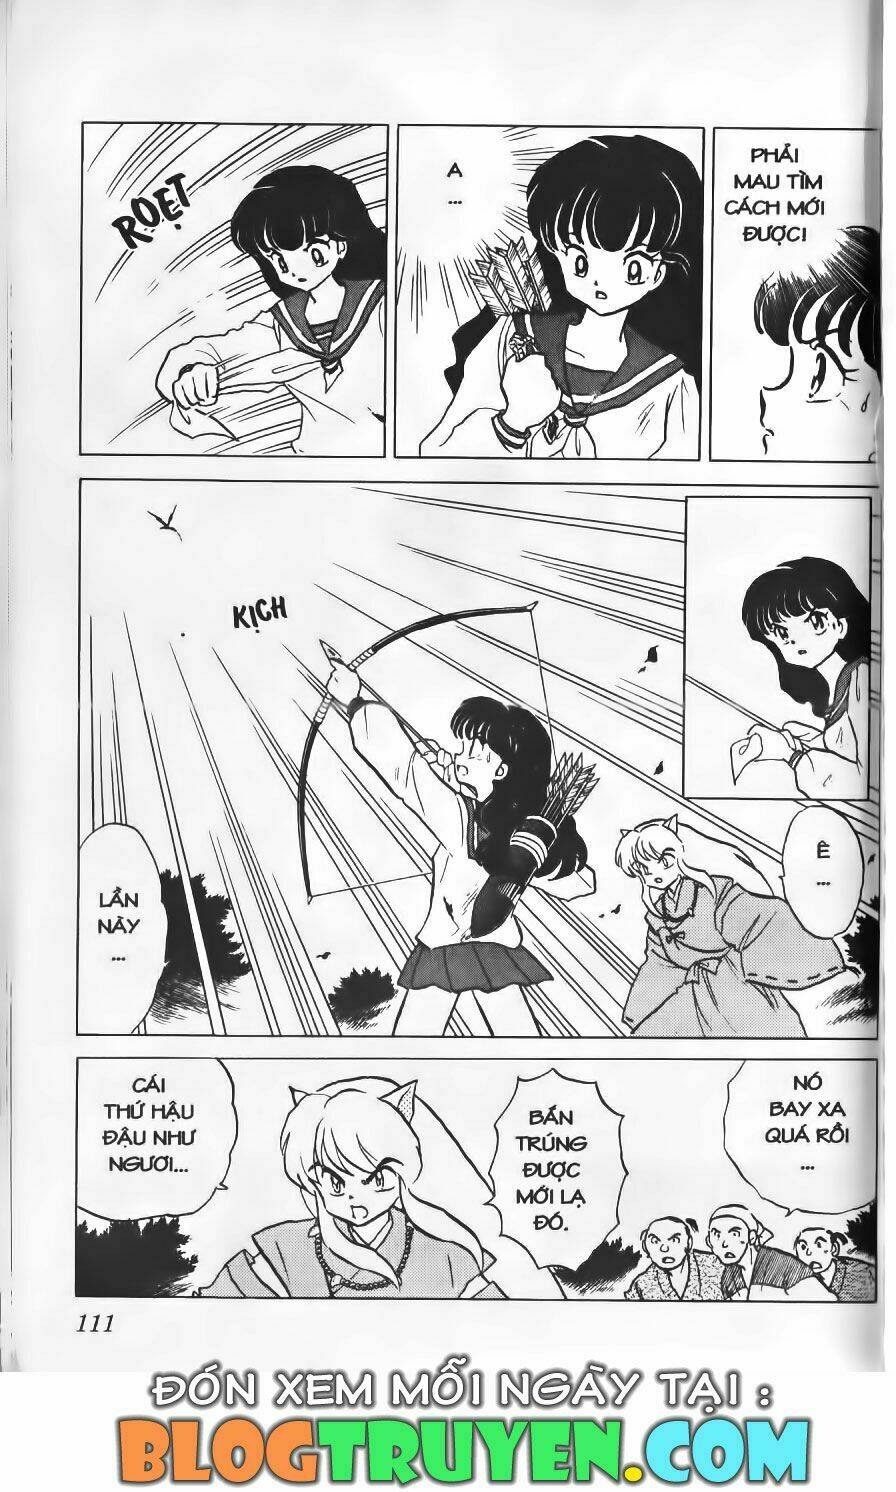 PHẢI
MAU TÌM
CÁCH MỚI
ĐƯỢC!
A
...
ROẸT
Ê
...
KỊCH
LẦN
NÀY
...
NÓ
BAY XA
QUÁ RỒI
...
BẮN
TRÚNG
ĐƯỢC
MỚI LẠ
ĐÓ.
CÁI
THỨ HẬU
ĐẬU NHƯ
NGƯƠI...
111
ĐÓN XEM MỖI NGÀY TẠI :
BLOGTRUYEN.COM